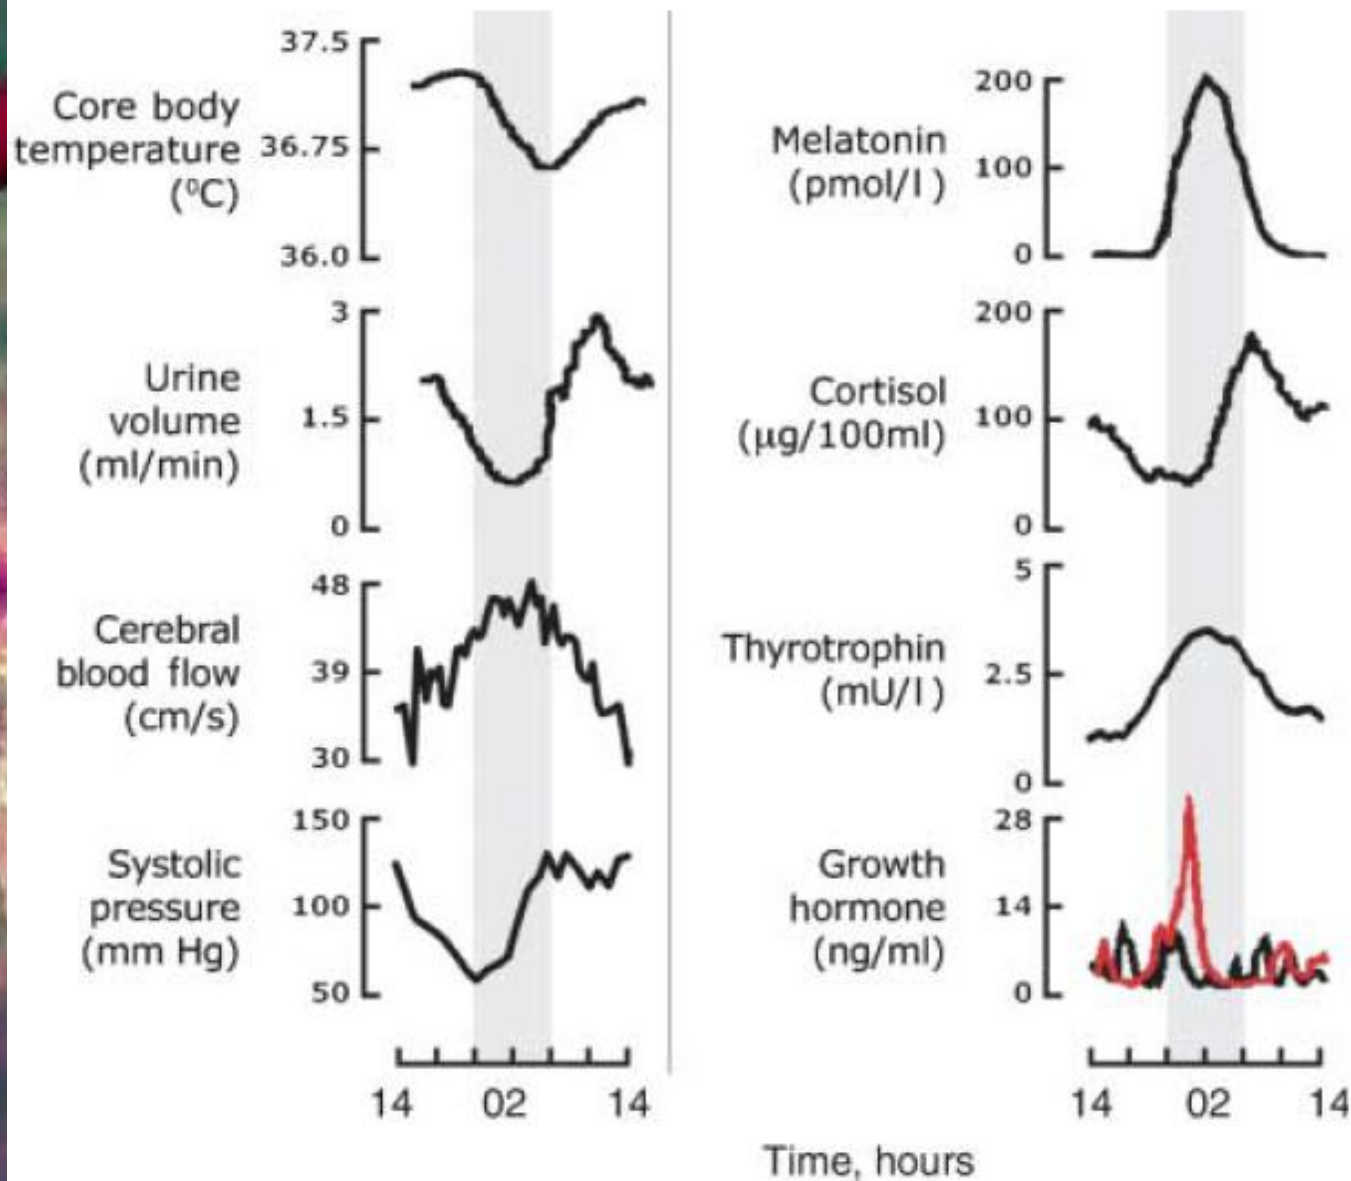 37.5
Core body
temperature
(⁰C)
36.75
36.0
Urine
volume
(ml/min)
3
1.5
0
Cerebral
blood flow
(cm/s)
48
39
30
Systolic
pressure
(mm Hg)
150
100
50
14 02 14
Melatonin
(pmol/l )
200
100
0
Cortisol
(µg/100ml)
200
100
0
Thyrotrophin
(mU/l )
5
2.5
0
Growth
hormone
(ng/ml)
28
14
0
14 02 14
Time, hours